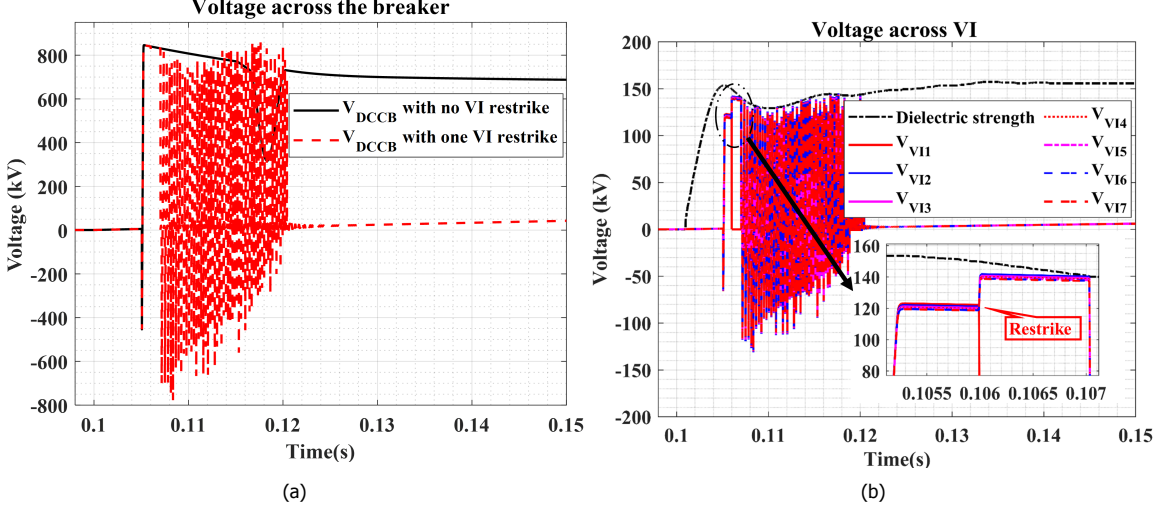 Voltage across the breaker
800
600
400
200
0
-200
-400
-600
-800
Voltage (kV)
V_DCCB with no VI restrike
V_DCCB with one VI restrike
0.1
0.11
0.12
0.13
0.14
0.15
Time(s)
(a)
Voltage across VI
200
150
100
50
0
-50
-100
-150
-200
Voltage (kV)
Dielectric strength
V_VI1
V_VI2
V_VI3
V_VI4
V_VI5
V_VI6
V_VI7
160
140
120
100
80
Restrike
0.1055
0.106
0.1065
0.107
0.1
0.11
0.12
0.13
0.14
0.15
Time(s)
(b)